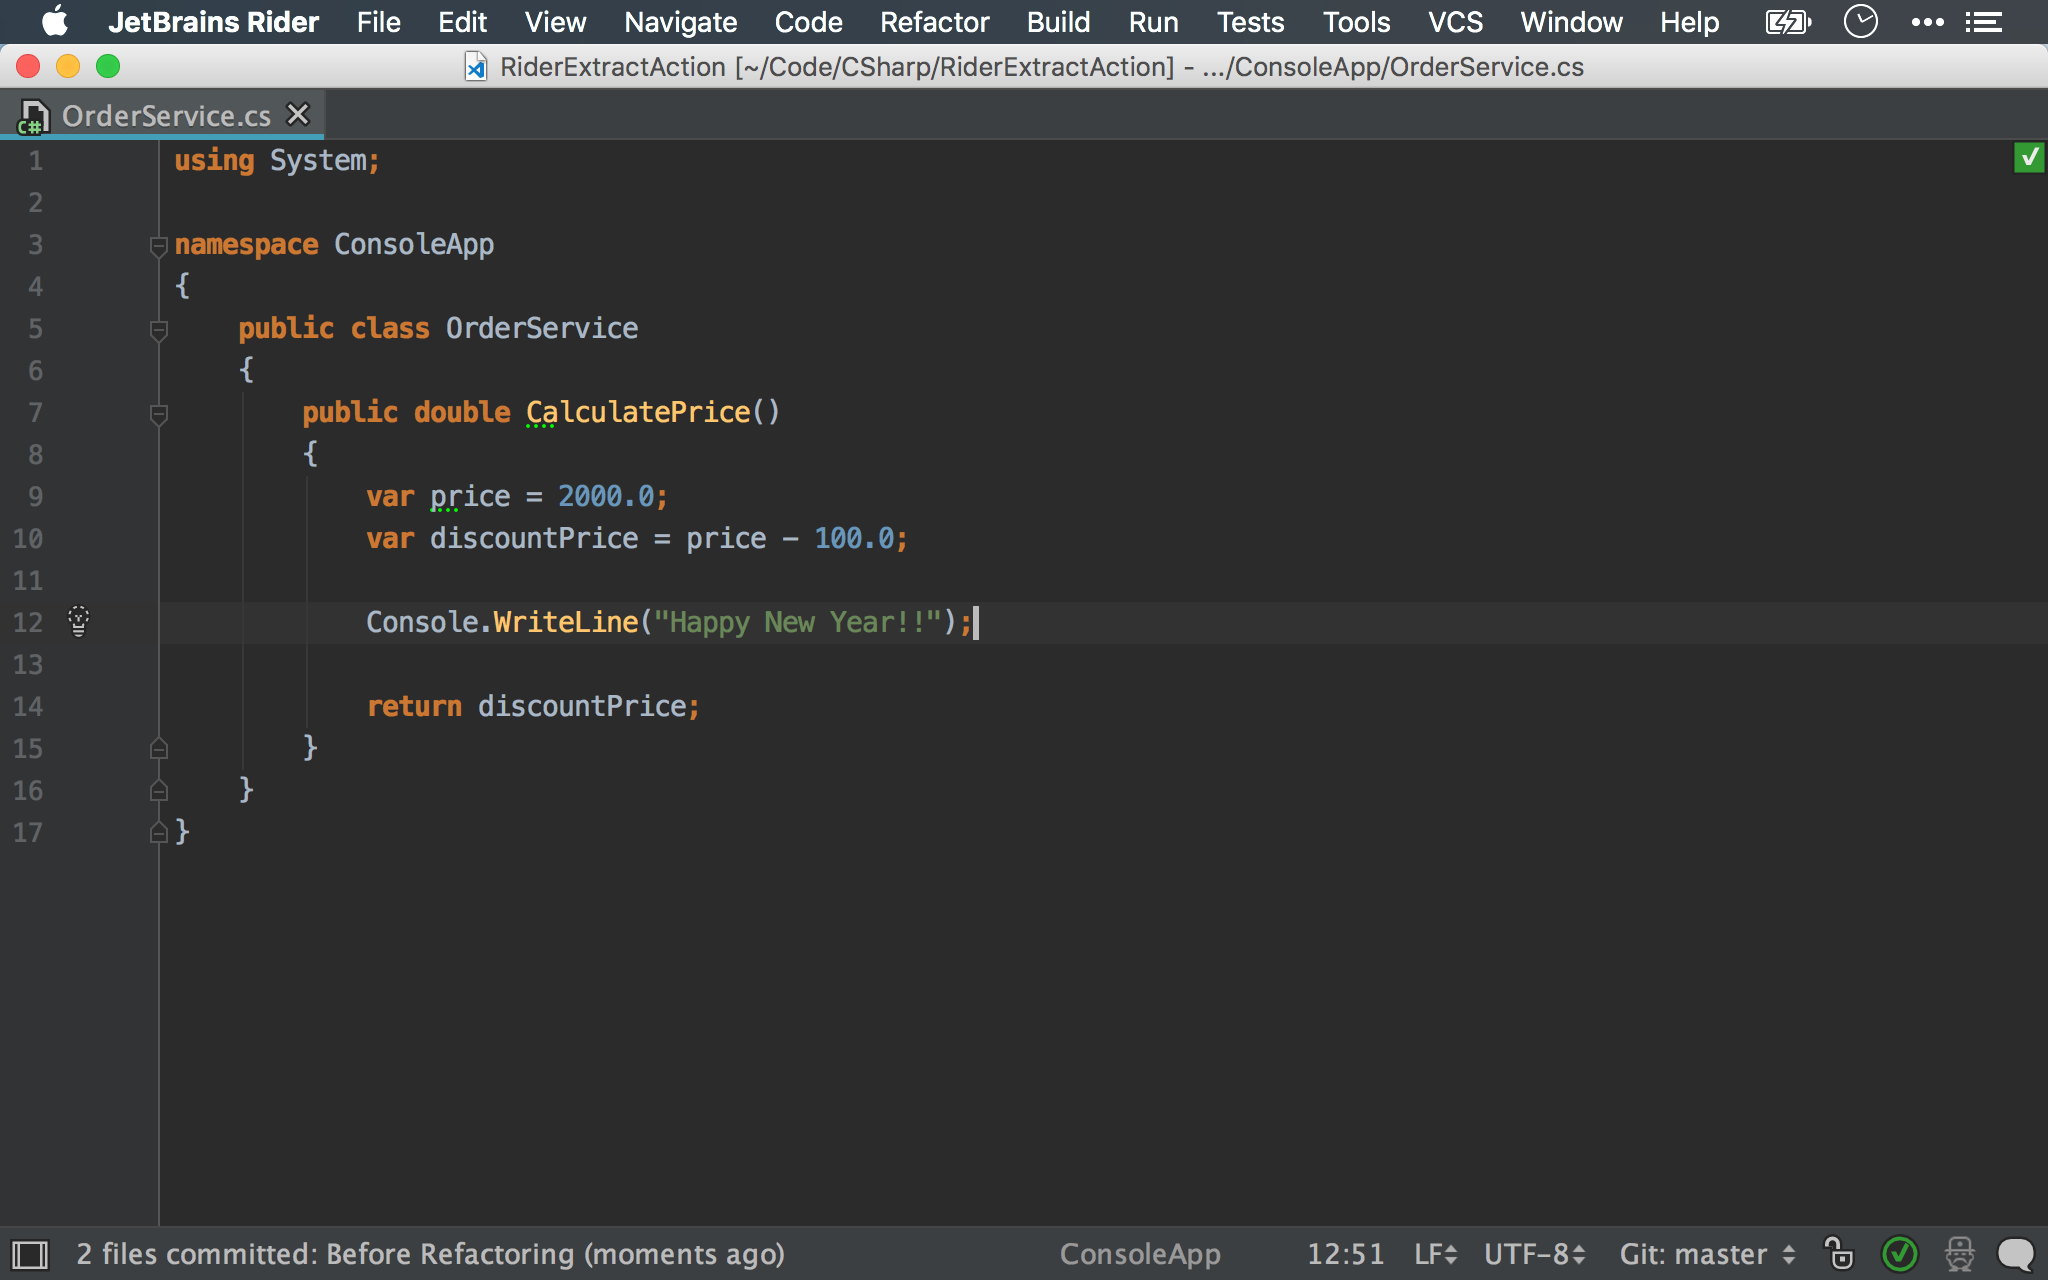 JetBrains Rider File Edit View Navigate Code Refactor Build Run Tests Tools VCS Window Help
RiderExtractAction [~/Code/CSharp/RiderExtractAction] - .../ConsoleApp/OrderService.cs
C# OrderService.cs
1 using System;
2
3 namespace ConsoleApp
4 {
5 public class OrderService
6 {
7 public double CalculatePrice()
8 {
9 var price = 2000.0;
10 var discountPrice = price - 100.0;
11
12 Console.WriteLine("Happy New Year!!");
13
14 return discountPrice;
15 }
16 }
17 }
2 files committed: Before Refactoring (moments ago) ConsoleApp 12:51 LF UTF-8 Git: master